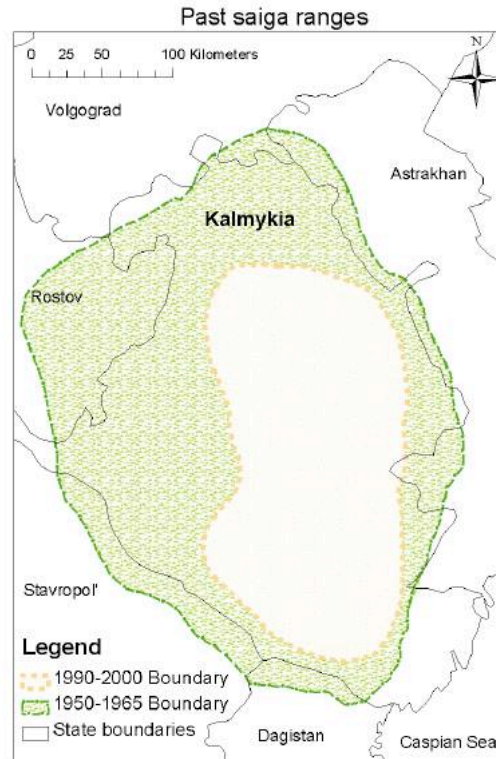 Past saiga ranges
0 25 50 100 Kilometers
N
Volgograd
Astrakhan
Kalmykia
Rostov
Stavropol'
Legend
1990-2000 Boundary
1950-1965 Boundary
State boundaries
Dagistan
Caspian Sea